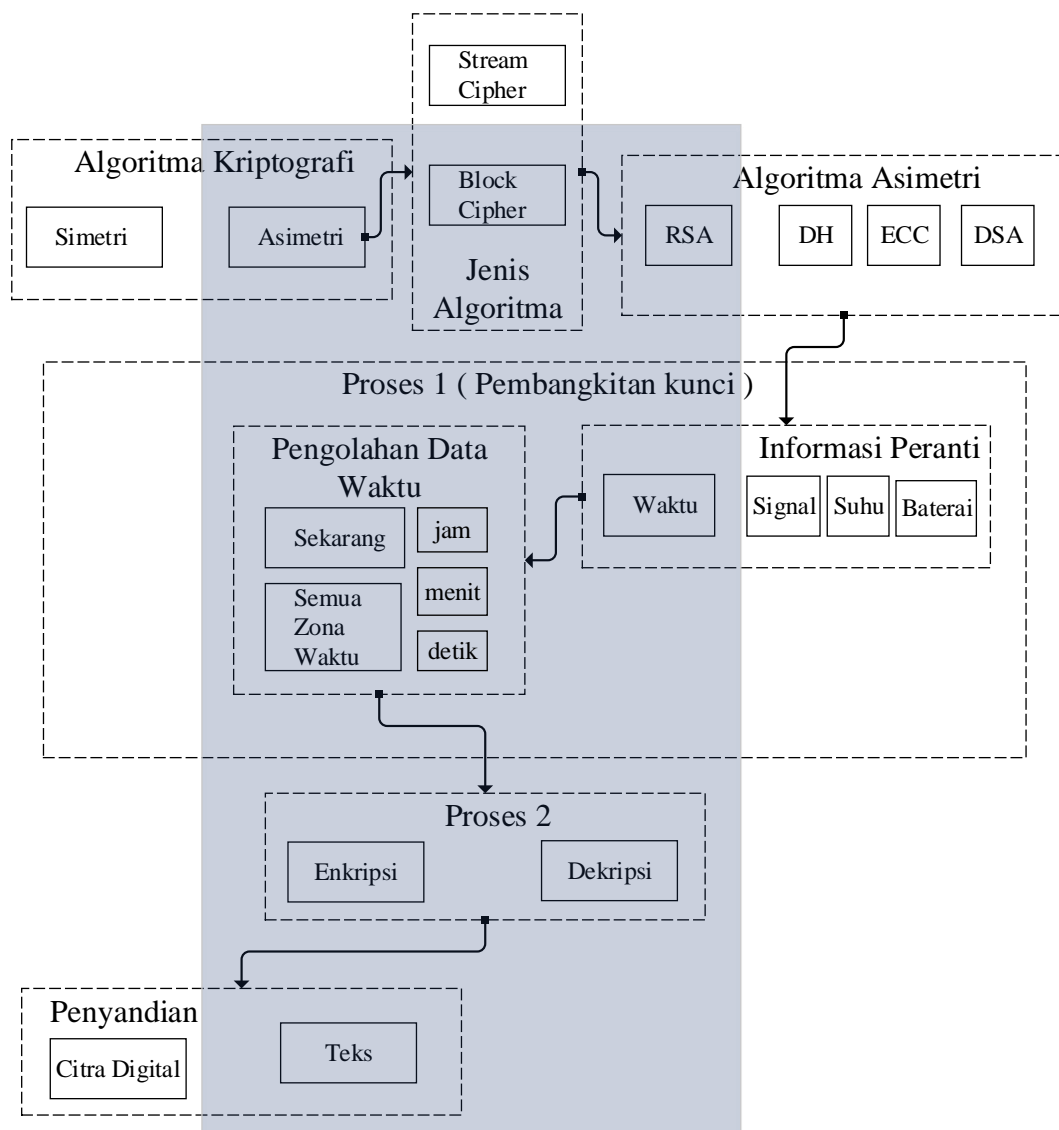 Stream
Cipher
Algoritma Kriptografi
Simetri
Asimetri
Block
Cipher
Jenis
Algoritma
Algoritma Asimetri
RSA
DH
ECC
DSA
Proses 1 ( Pembangkitan kunci )
Informasi Peranti
Waktu
Signal
Suhu
Baterai
Pengolahan Data
Waktu
Sekarang
jam
Semua
Zona
Waktu
menit
detik
Proses 2
Enkripsi
Dekripsi
Penyandian
Citra Digital
Teks